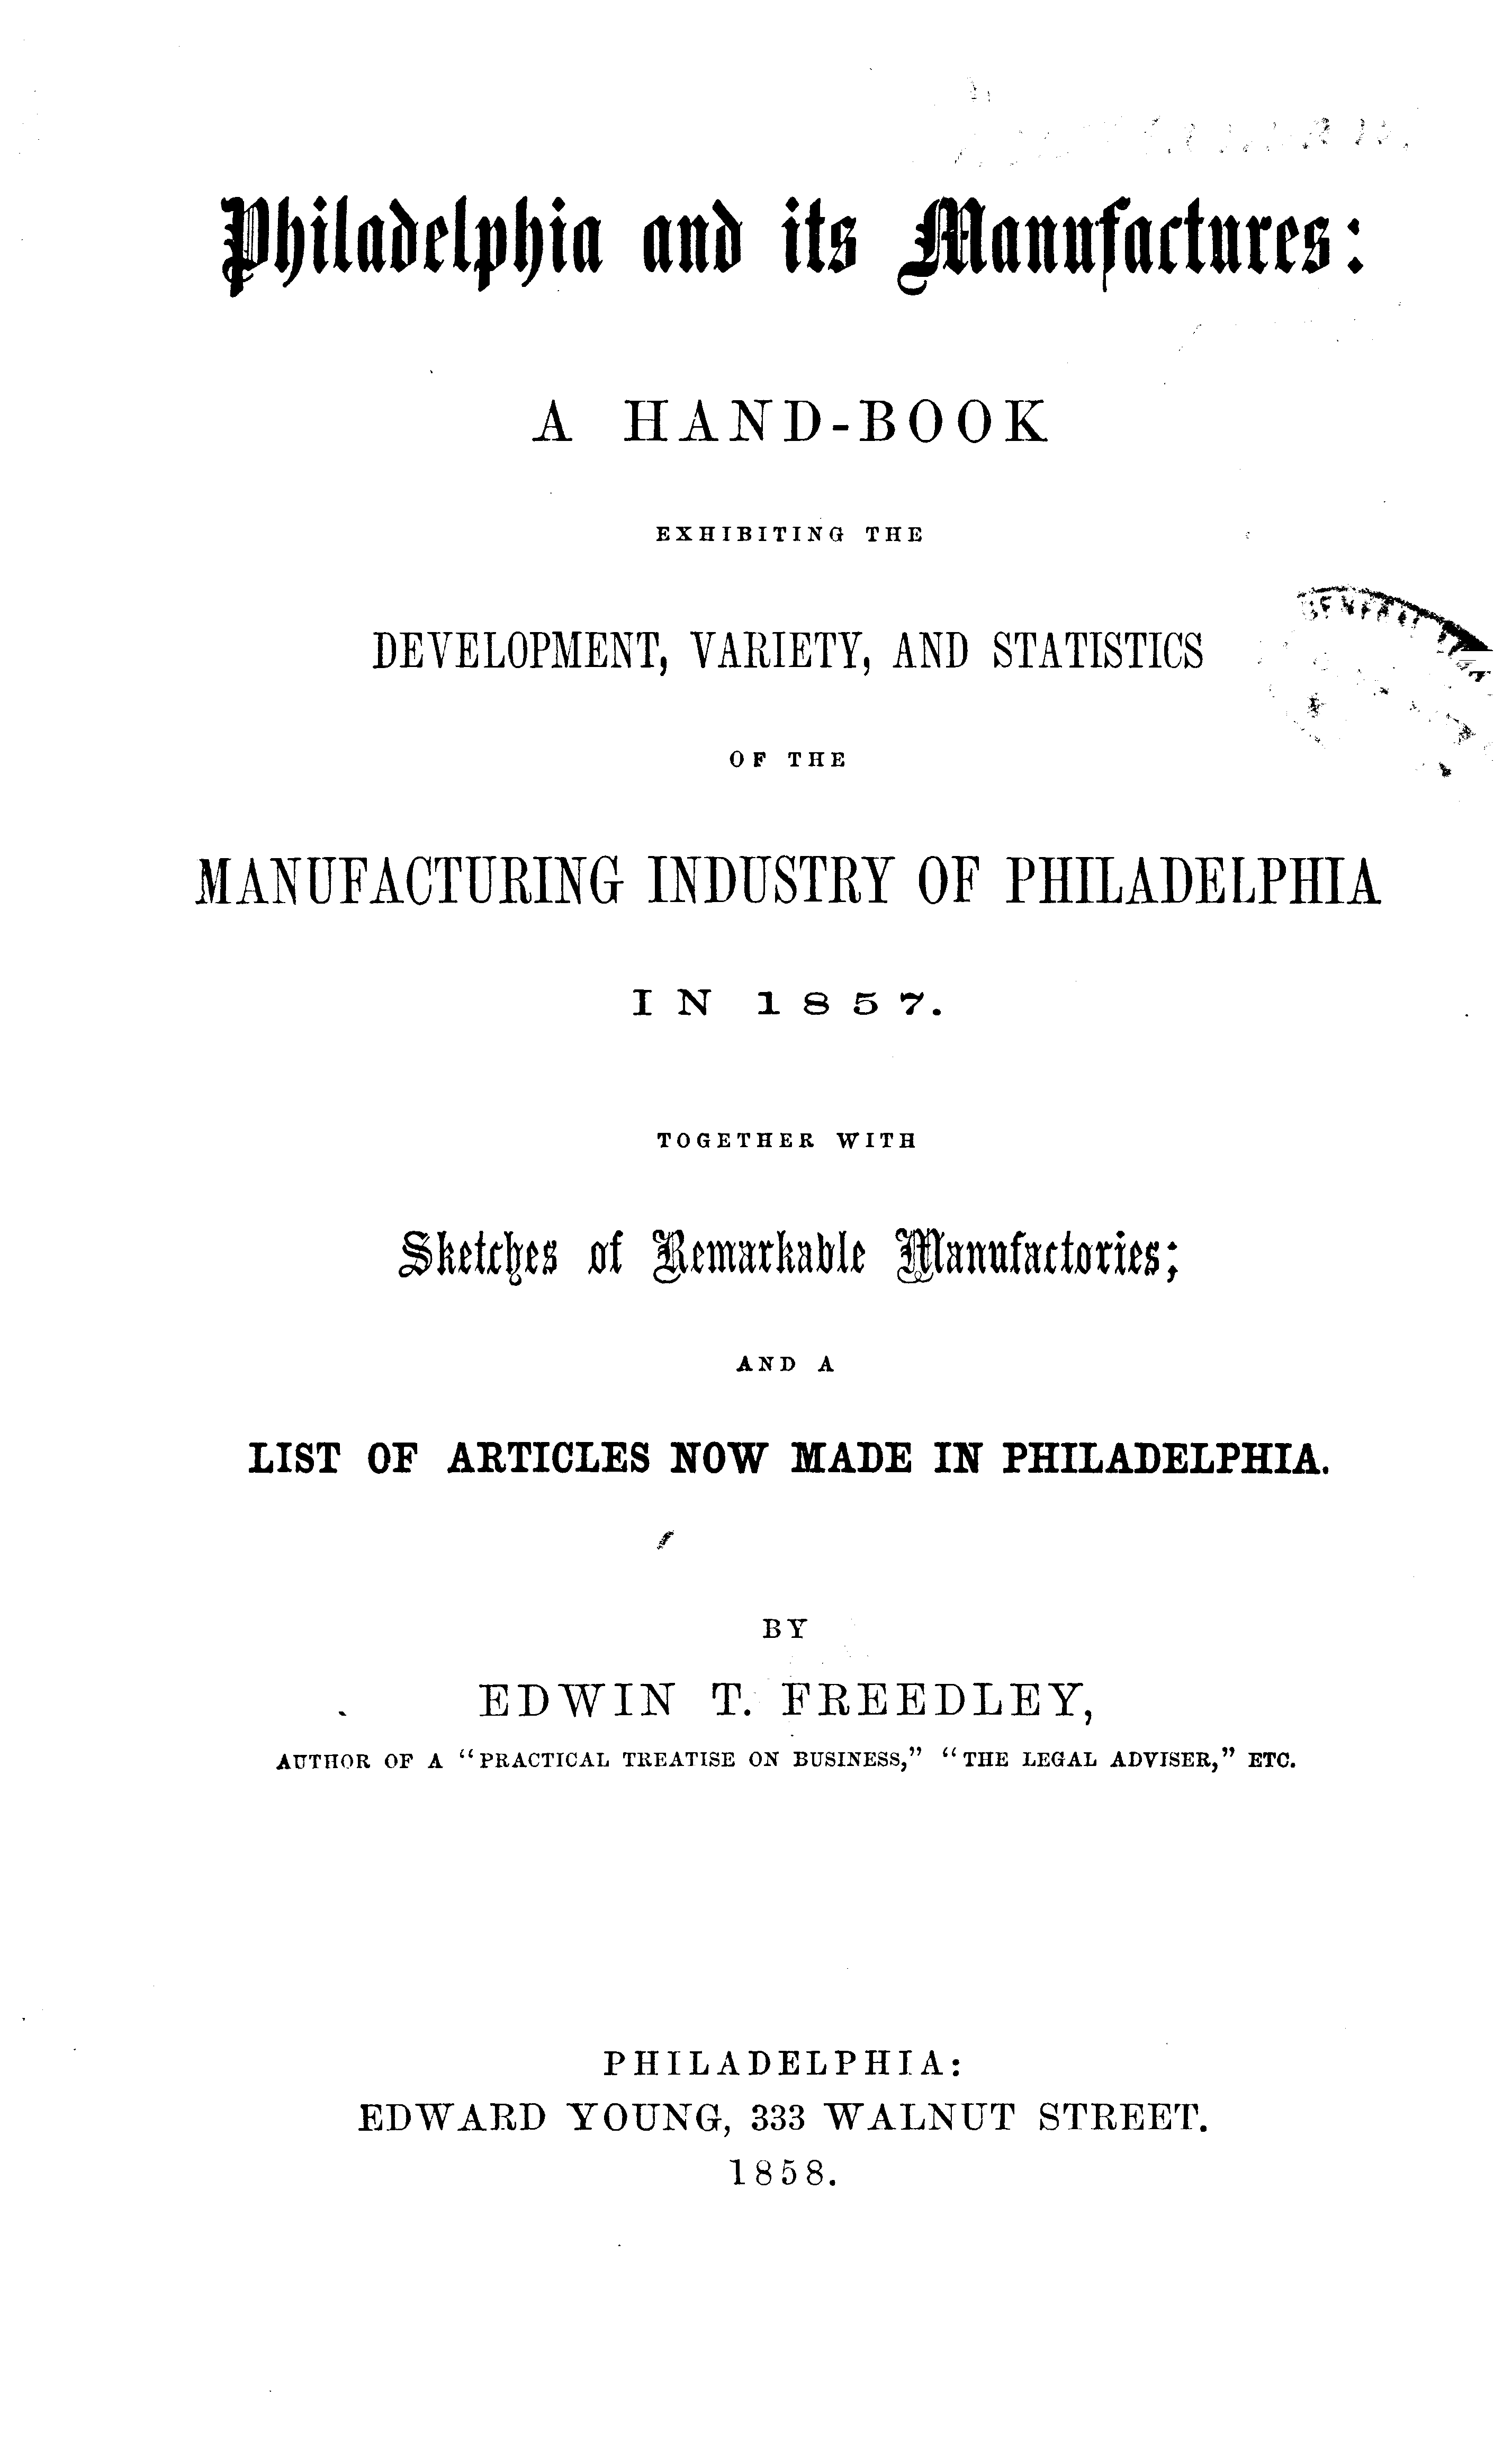 Philadelphia and its Manufactures:
A HAND-BOOK
EXHIBITING THE
DEVELOPMENT, VARIETY, AND STATISTICS
OF THE
MANUFACTURING INDUSTRY OF PHILADELPHIA
IN 1857.
TOGETHER WITH
Sketches of Remarkable Manufactories;
AND A
LIST OF ARTICLES NOW MADE IN PHILADELPHIA.
BY
EDWIN T. FREEDLEY,
AUTHOR OF A "PRACTICAL TREATISE ON BUSINESS," "THE LEGAL ADVISER," ETC.
PHILADELPHIA:
EDWARD YOUNG, 333 WALNUT STREET.
1858.